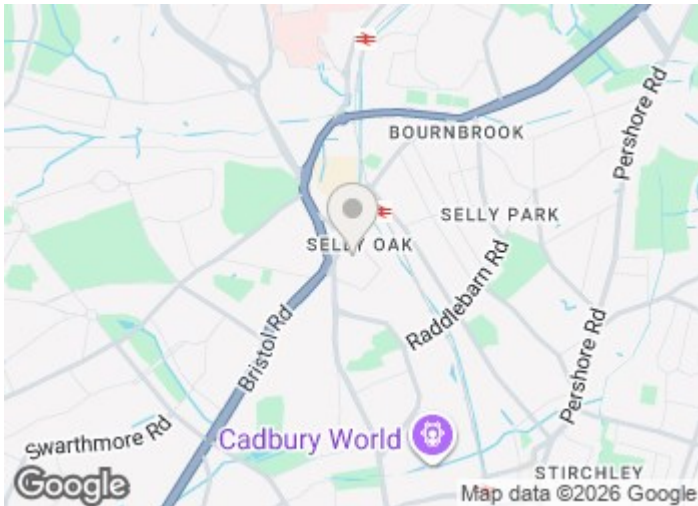 BOURNBROOK
Pershore Rd
SELLY PARK
SELLY OAK
Raddlebarn Rd
Bristol Rd
Pershore Rd
Swarthmore Rd
Cadbury World
STIRCHLEY
Google
Map data ©2026 Google